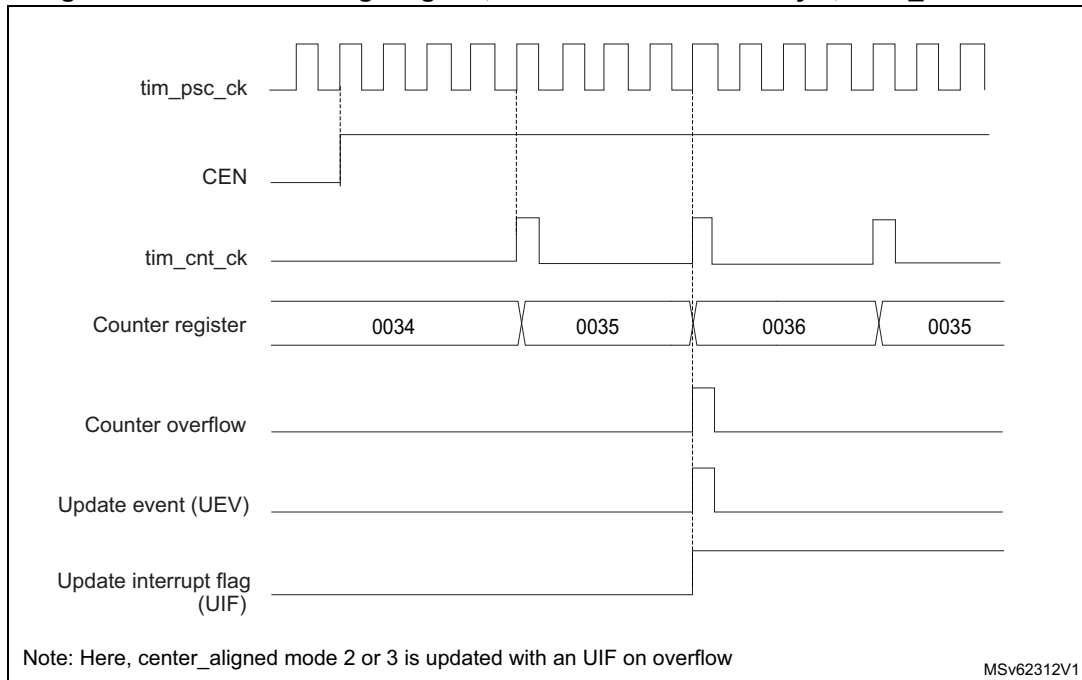 tim_psc_ck
CEN
tim_cnt_ck
Counter register
0034
0035
0036
0035
Counter overflow
Update event (UEV)
Update interrupt flag
(UIF)
Note: Here, center_aligned mode 2 or 3 is updated with an UIF on overflow
MSv62312V1